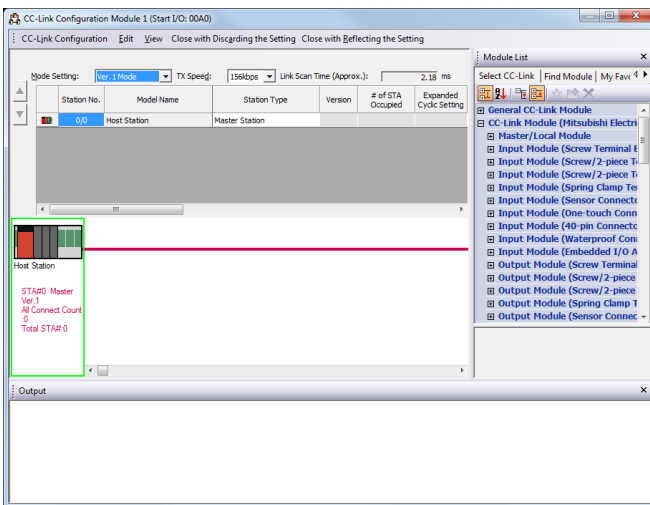 CC-Link Configuration Module 1 (Start I/O: 00A0)
CC-Link Configuration Edit View Close with Discarding the Setting Close with Reflecting the Setting
Mode Setting: Ver.1 Mode TX Speed: 156kbps Link Scan Time (Approx.): 2.18 ms
Station No. Model Name Station Type Version # of STA Occupied Expanded Cyclic Setting
0/0 Host Station Master Station
Host Station
STA#0 Master
Ver.1
All Connect Count
:0
Total STA#:0
Module List x
Select CC-Link Find Module My Favo
General CC-Link Module
CC-Link Module (Mitsubishi Electri
Master/Local Module
Input Module (Screw Terminal B
Input Module (Screw/2-piece T
Input Module (Screw/2-piece T
Input Module (Spring Clamp Ter
Input Module (Sensor Connecto
Input Module (One-touch Conn
Input Module (40-pin Connecto
Input Module (Waterproof Conn
Input Module (Embedded I/O A
Output Module (Screw Terminal
Output Module (Screw/2-piece
Output Module (Screw/2-piece
Output Module (Spring Clamp T
Output Module (Sensor Connec
Output x